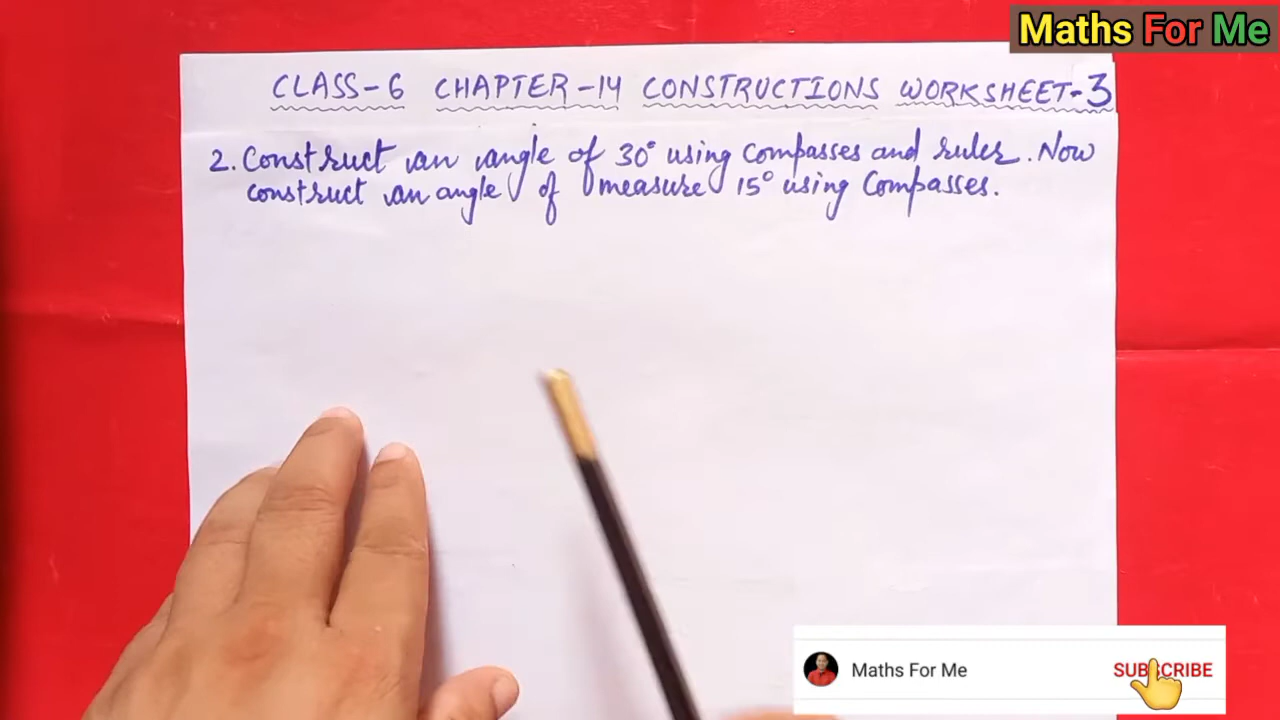 Maths For Me
CLASS-6 CHAPTER-14 CONSTRUCTIONS WORKSHEET-3
2. Construct an angle of 30° using compasses and ruler. Now
construct an angle of measure 15° using Compasses.
Maths For Me SUBSCRIBE